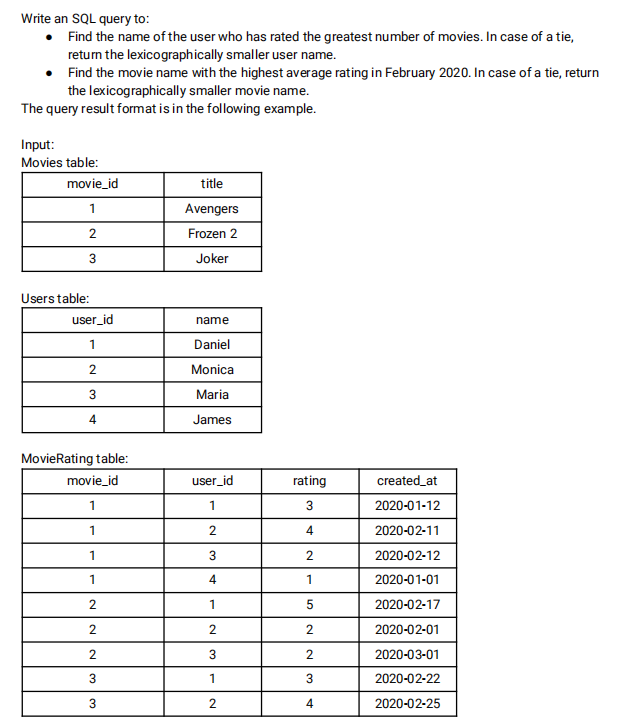 Write an SQL query to:
● Find the name of the user who has rated the greatest number of movies. In case of a tie,
return the lexicographically smaller user name.
● Find the movie name with the highest average rating in February 2020. In case of a tie, return
the lexicographically smaller movie name.
The query result format is in the following example.
Input:
Movies table:
movie_id title
1 Avengers
2 Frozen 2
3 Joker
Users table:
user_id name
1 Daniel
2 Monica
3 Maria
4 James
MovieRating table:
movie_id user_id rating created_at
1 1 3 2020-01-12
1 2 4 2020-02-11
1 3 2 2020-02-12
1 4 1 2020-01-01
2 1 5 2020-02-17
2 2 2 2020-02-01
2 3 2 2020-03-01
3 1 3 2020-02-22
3 2 4 2020-02-25